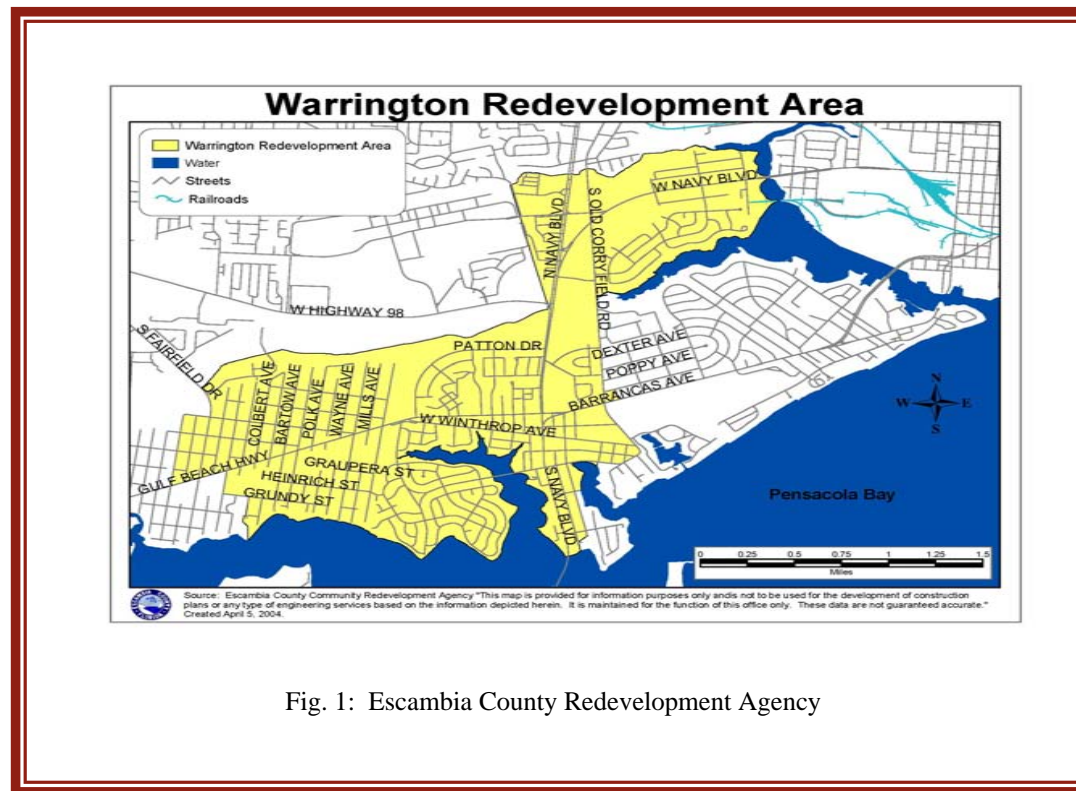 Warrington Redevelopment Area
Warrington Redevelopment Area
Water
Streets
Railroads
W NAVY BLVD
N NAVY BLVD
S OLD CORRY FIELD RD
W HIGHWAY 98
S FAIRFIELD DR
PATTON DR
DEXTER AVE
POPPY AVE
BARRANCAS AVE
COLBERT AVE
BARTOW AVE
POLK AVE
WAYNE AVE
MILLS AVE
W WINTHROP AVE
GULF BEACH HWY
GRAUPERA ST
HEINRICH ST
GRUNDY ST
S NAVY BLVD
N
W E
S
Pensacola Bay
0 0.25 0.5 0.75 1 1.25 1.5
Miles
Source: Escambia County Community Redevelopment Agency "This map is provided for information purposes only andis not to be used for the development of construction
plans or any type of engineering services based on the information depicted herein. It is maintained for the function of this office only. These data are not guaranteed accurate."
Created April 5, 2004.
Fig. 1: Escambia County Redevelopment Agency